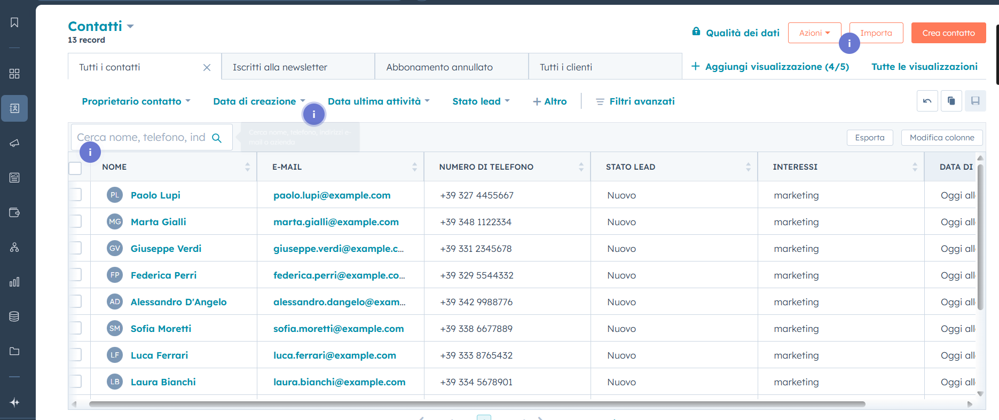 Contatti
13 record
Qualità dei dati
Azioni
Importa
Crea contatto
Tutti i contatti
Iscritti alla newsletter
Abbonamento annullato
Tutti i clienti
+ Aggiungi visualizzazione (4/5)
Tutte le visualizzazioni
Proprietario contatto
Data di creazione
Data ultima attività
Stato lead
+ Altro
Filtri avanzati
Cerca nome, telefono, ind
Cerca nome, telefono, indirizzi e-
mail o azienda
Esporta
Modifica colonne
NOME E-MAIL NUMERO DI TELEFONO STATO LEAD INTERESSI DATA DI
PL Paolo Lupi paolo.lupi@example.com +39 327 4455667 Nuovo marketing Oggi all
MG Marta Gialli marta.gialli@example.com +39 348 1122334 Nuovo marketing Oggi all
GV Giuseppe Verdi giuseppe.verdi@example.c... +39 331 2345678 Nuovo marketing Oggi all
FP Federica Perri federica.perri@example.co... +39 329 5544332 Nuovo marketing Oggi all
AD Alessandro D'Angelo alessandro.dangelo@exam... +39 342 9988776 Nuovo marketing Oggi all
SM Sofia Moretti sofia.moretti@example.com +39 338 6677889 Nuovo marketing Oggi all
LF Luca Ferrari luca.ferrari@example.com +39 333 8765432 Nuovo marketing Oggi all
LB Laura Bianchi laura.bianchi@example.com +39 334 5678901 Nuovo marketing Oggi all